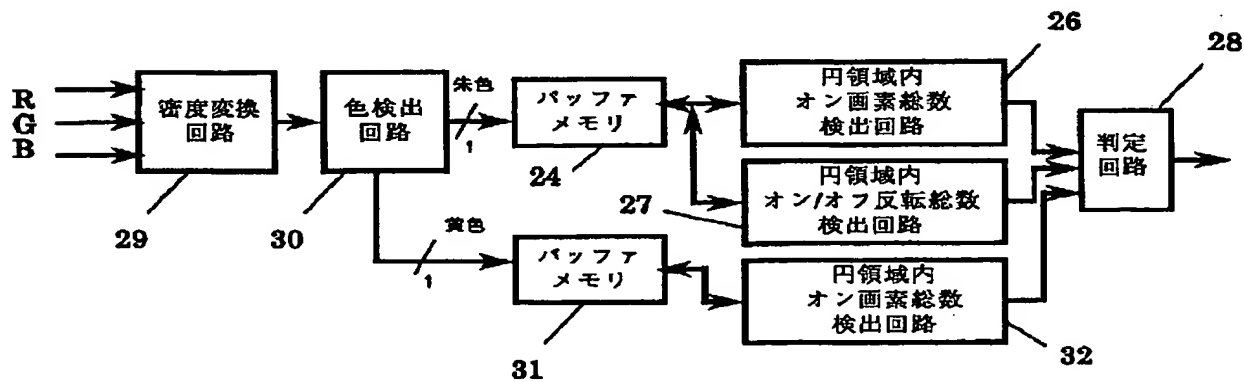 26
28
R
G
B
密度変換
回路
29
色検出
回路
30
朱色
1
バッファ
メモリ
24
円領域内
オン画素総数
検出回路
判定
回路
円領域内
オン/オフ反転総数
検出回路
27
黄色
1
バッファ
メモリ
31
円領域内
オン画素総数
検出回路
32